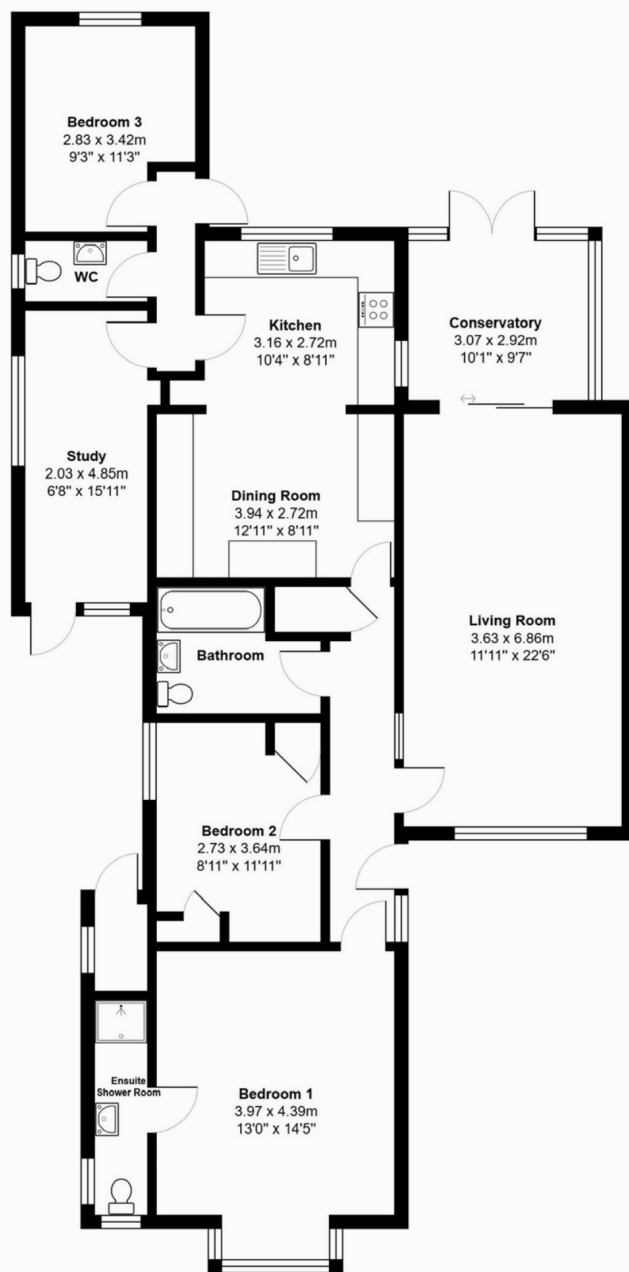 Bedroom 3
2.83 x 3.42m
9'3" x 11'3"
WC
Kitchen
3.16 x 2.72m
10'4" x 8'11"
Conservatory
3.07 x 2.92m
10'1" x 9'7"
Study
2.03 x 4.85m
6'8" x 15'11"
Dining Room
3.94 x 2.72m
12'11" x 8'11"
Living Room
3.63 x 6.86m
11'11" x 22'6"
Bathroom
Bedroom 2
2.73 x 3.64m
8'11" x 11'11"
Ensuite
Shower Room
Bedroom 1
3.97 x 4.39m
13'0" x 14'5"